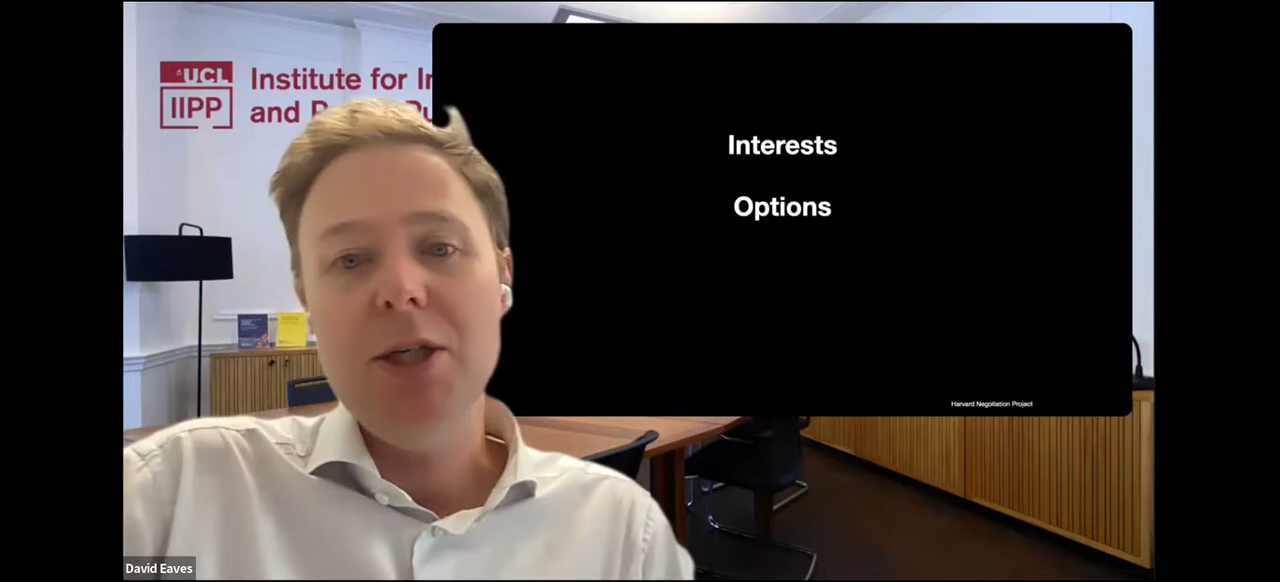 UCL
IIPP
Institute for
and
Interests
Options
Harvard Negotiation Project
David Eaves